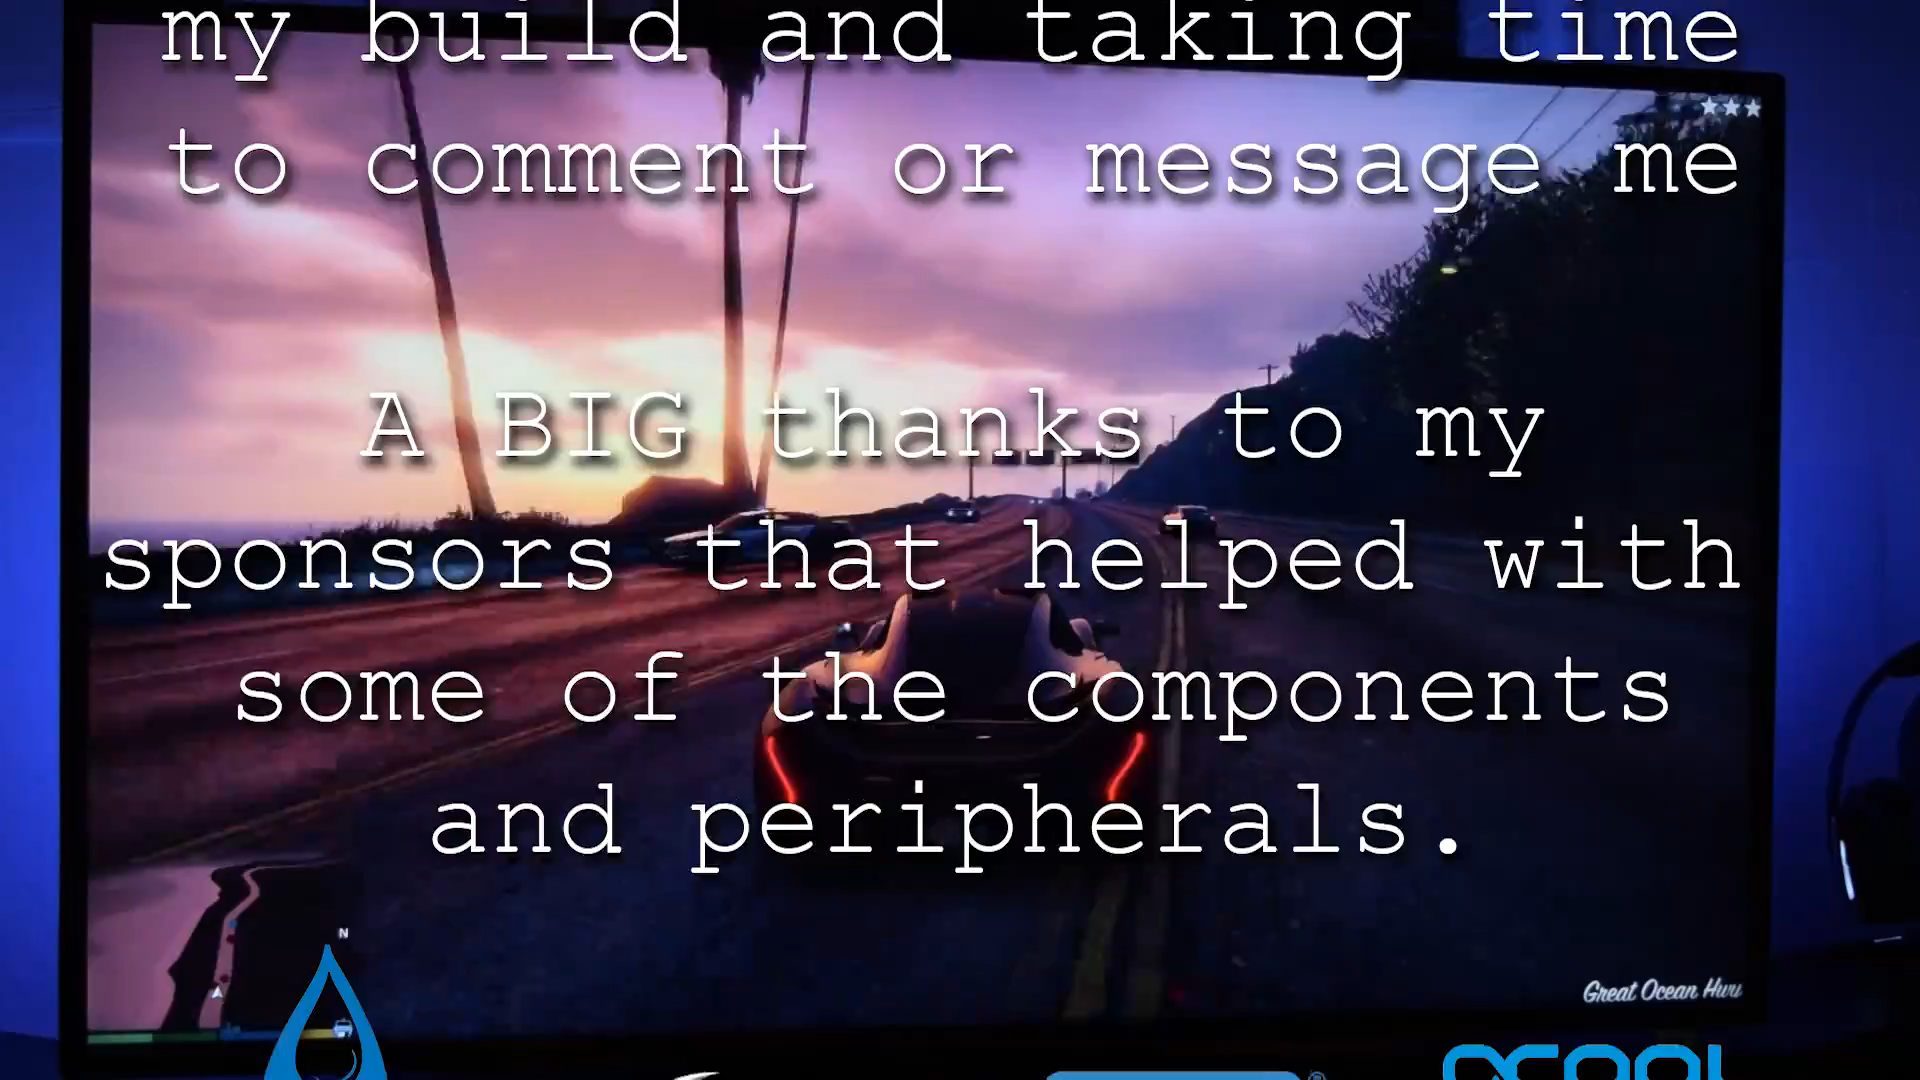 my build and taking time
to comment or message me
A BIG thanks to my
sponsors that helped with
some of the components
and peripherals.
N
Great Ocean Hwy